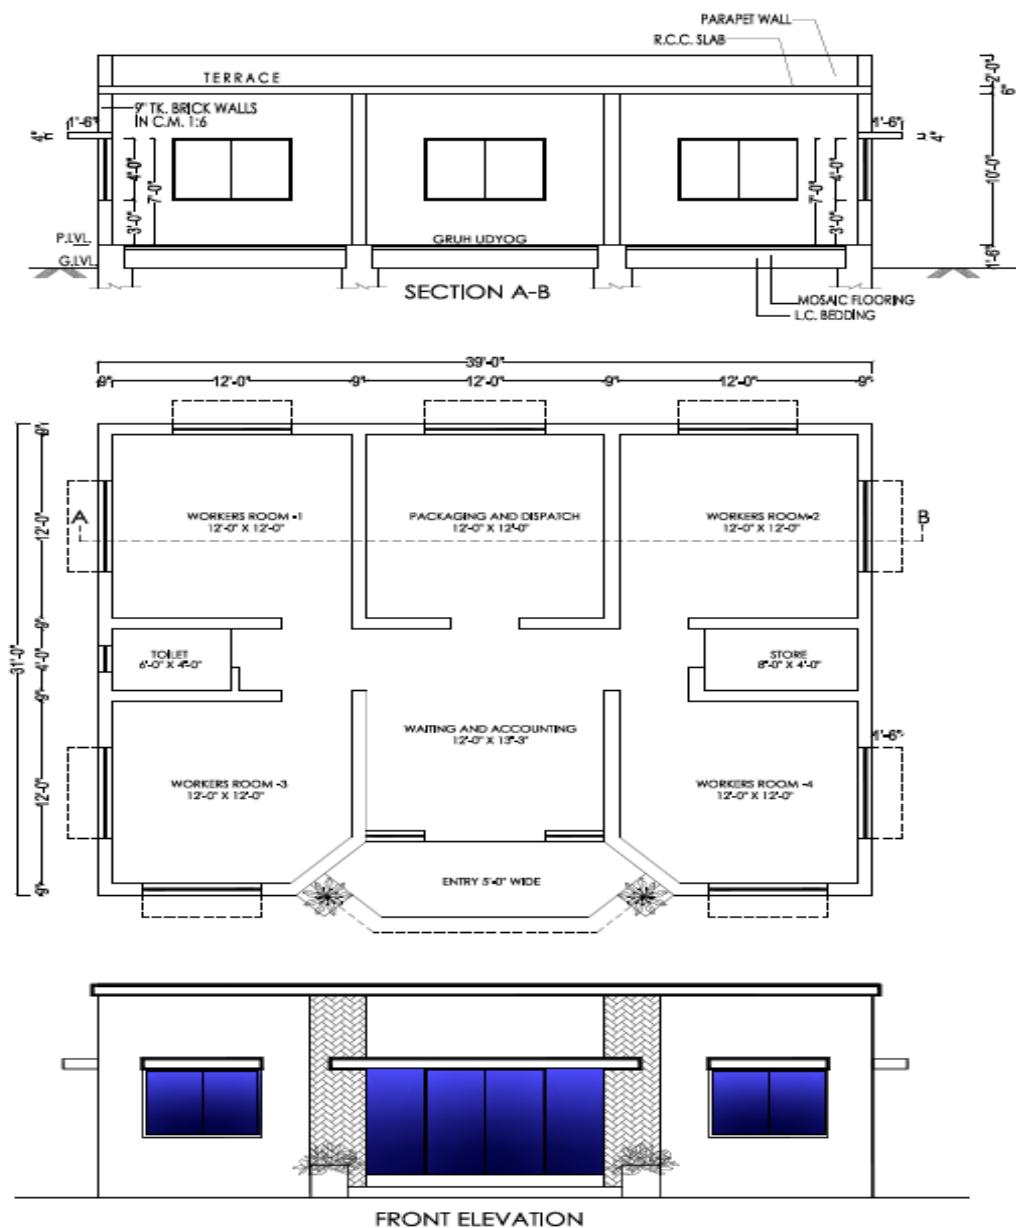 PARAPET WALL
R.C.C. SLAB
TERRACE
2'-0"
6"
9" TK. BRICK WALLS
IN C.M. 1:6
1'-6"
1'-6"
4"
4"
4'-0"
7'-0"
3'-0"
7'-0"
4'-0"
3'-0"
10'-0"
P.LVL.
GRUH UDYOG
G.LVL.
1'-6"
SECTION A-B
MOSAIC FLOORING
L.C. BEDDING
39'-0"
9" 12'-0" 9" 12'-0" 9" 12'-0" 9"
9"
A
B
12'-0"
WORKERS ROOM -1
12'-0" X 12'-0"
PACKAGING AND DISPATCH
12'-0" X 12'-0"
WORKERS ROOM-2
12'-0" X 12'-0"
9"
31'-0"
4'-0"
TOILET
6'-0" X 4'-0"
STORE
8'-0" X 4'-0"
9"
WAITING AND ACCOUNTING
12'-0" X 13'-3"
1'-6"
12'-0"
WORKERS ROOM -3
12'-0" X 12'-0"
WORKERS ROOM -4
12'-0" X 12'-0"
9"
ENTRY 5'-0" WIDE
FRONT ELEVATION